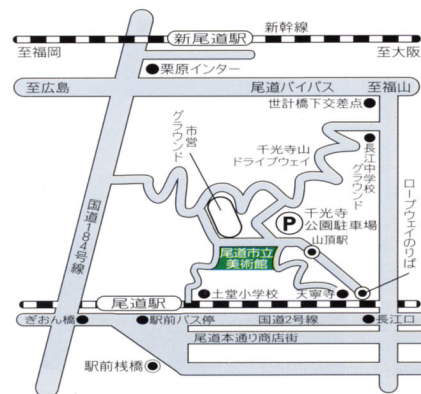 新幹線
新尾道駅
至福岡
至大阪
栗原インター
至広島
尾道バイパス
至福山
世計橋下交差点
市営
グラウンド
千光寺山
ドライブウェイ
長江中学校
グラウンド
国道184号線
P
千光寺
公園駐車場
ロープウェイのりば
山頂駅
尾道市立
美術館
土堂小学校
天寧寺
尾道駅
ぎおん橋
駅前バス停
国道2号線
長江口
尾道本通り商店街
駅前桟橋